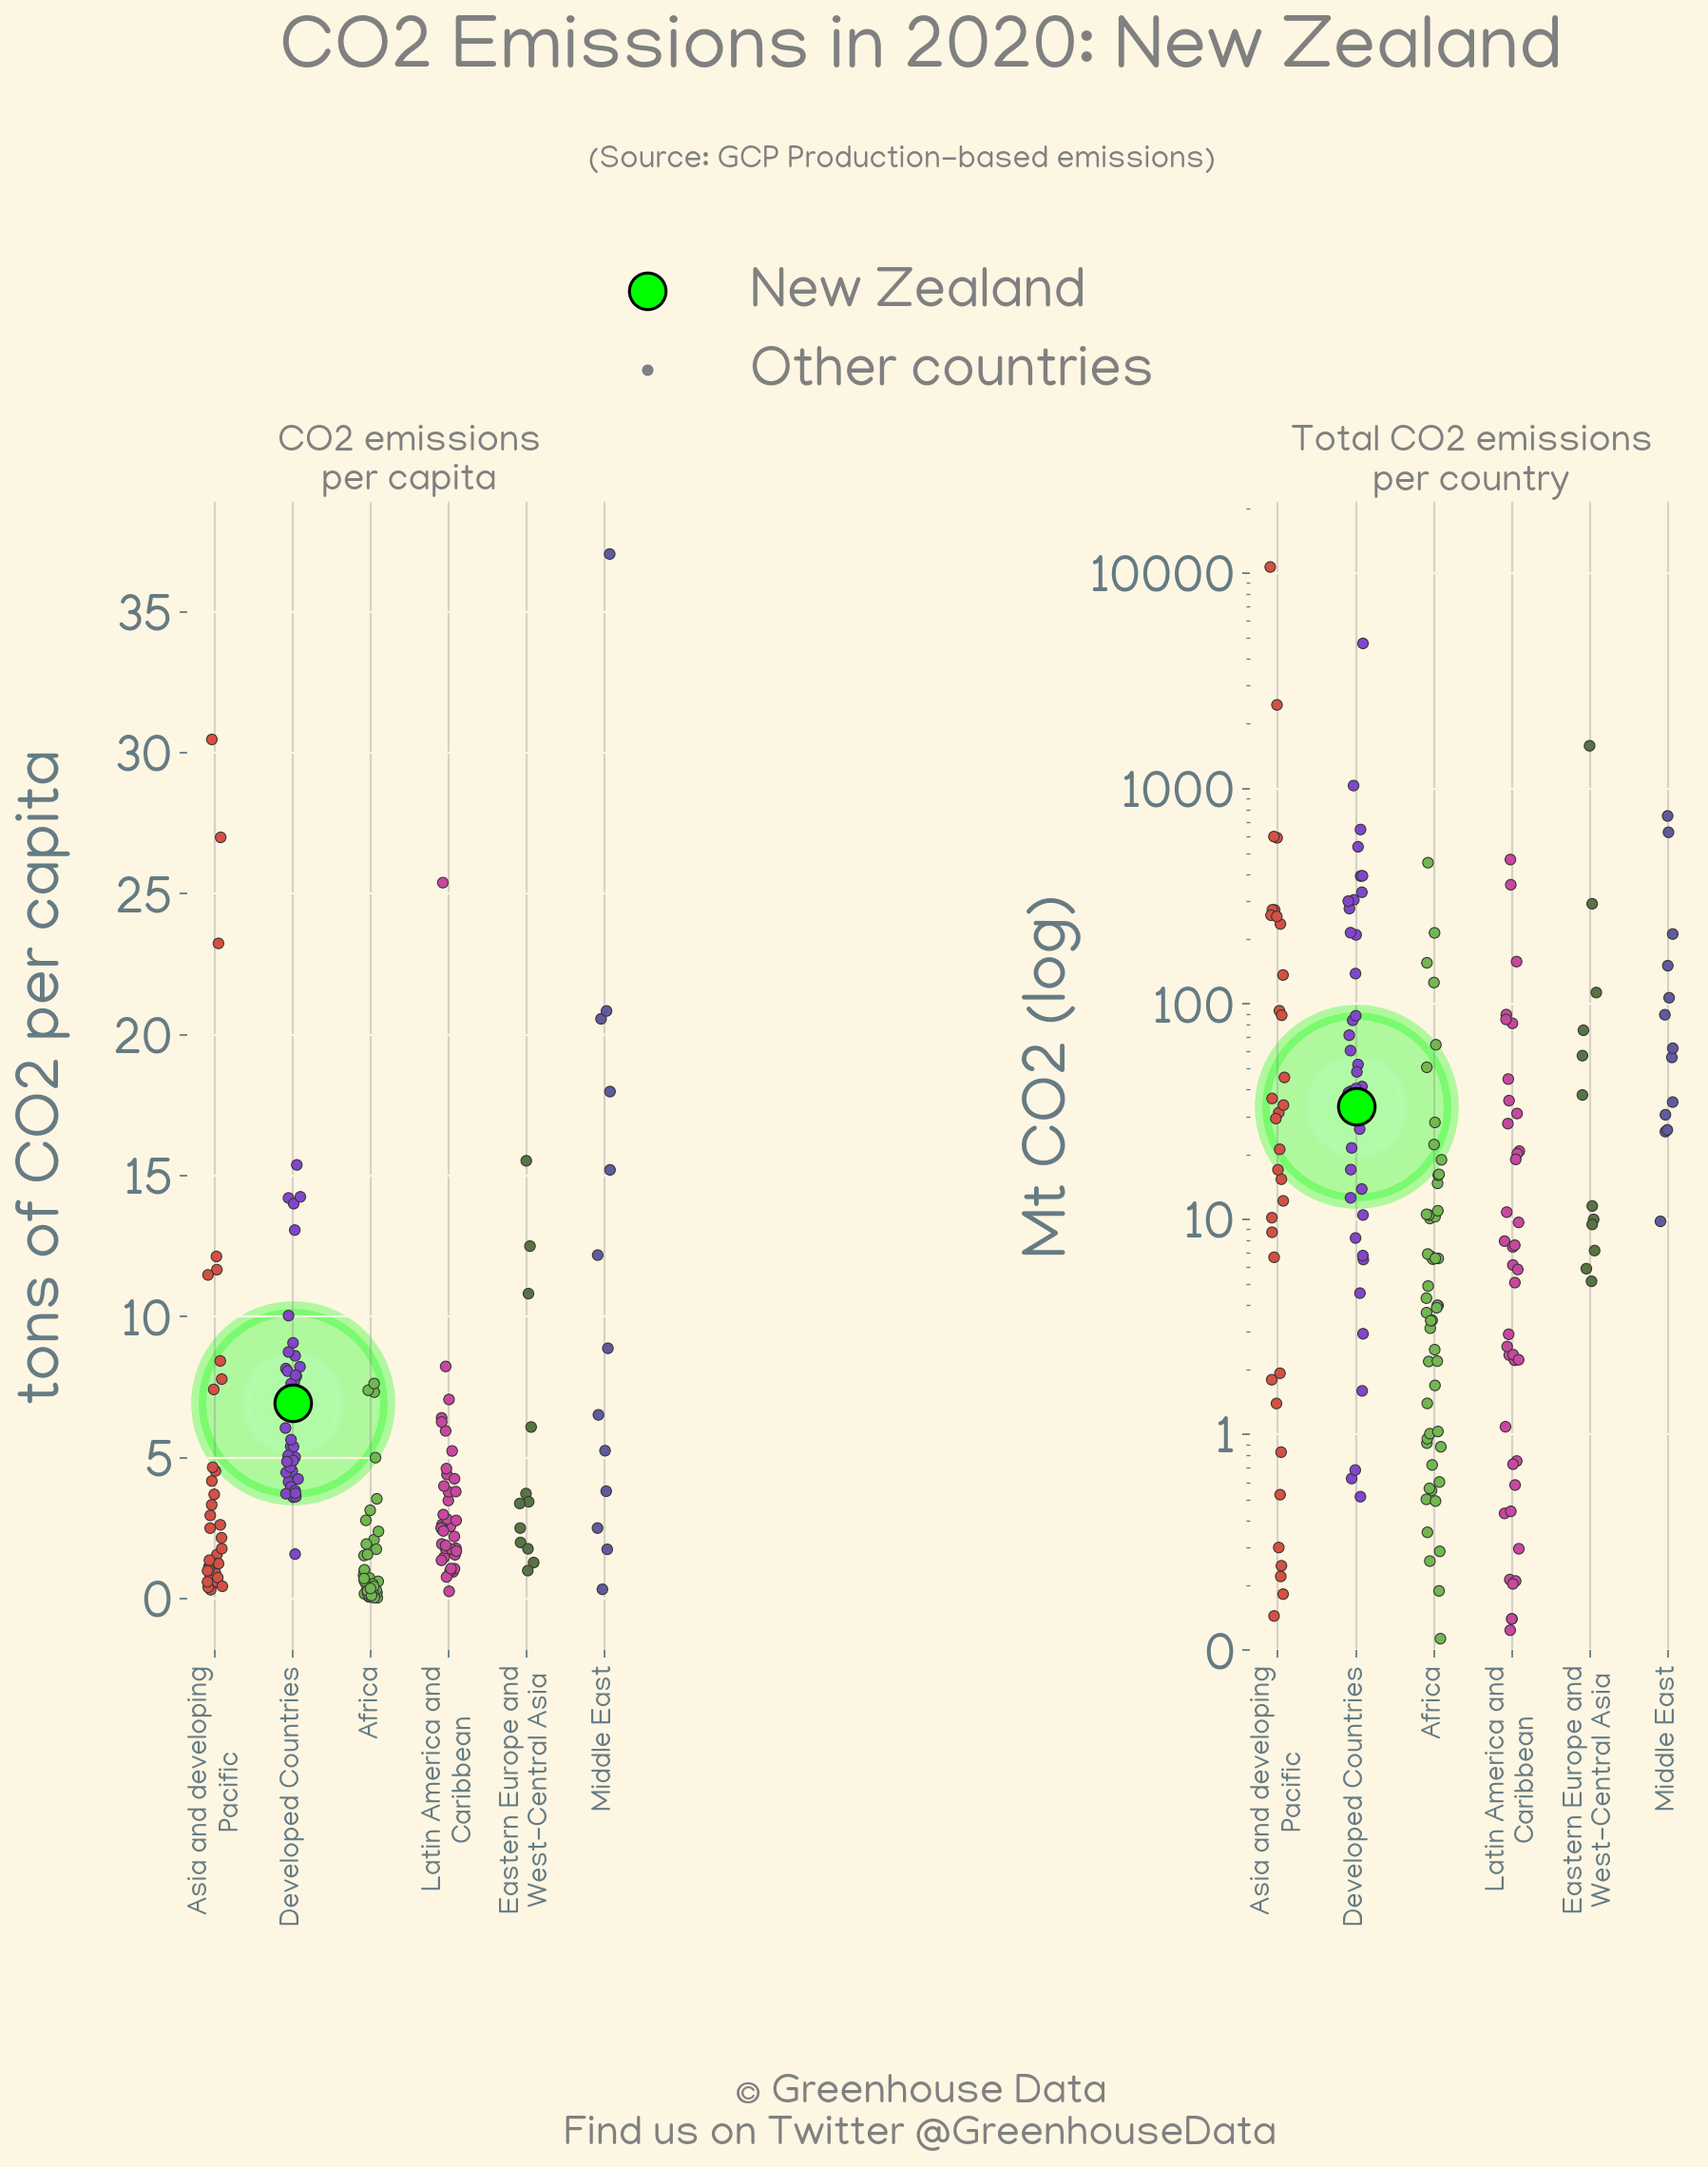 CO2 Emissions in 2020: New Zealand
(Source: GCP Production-based emissions)
New Zealand
Other countries
CO2 emissions
per capita
tons of CO2 per capita
35
30
25
20
15
10
5
0
Asia and developing
Pacific
Developed Countries
Africa
Latin America and
Caribbean
Eastern Europe and
West-Central Asia
Middle East
Total CO2 emissions
per country
Mt CO2 (log)
10000
1000
100
10
1
0
Asia and developing
Pacific
Developed Countries
Africa
Latin America and
Caribbean
Eastern Europe and
West-Central Asia
Middle East
© Greenhouse Data
Find us on Twitter @GreenhouseData